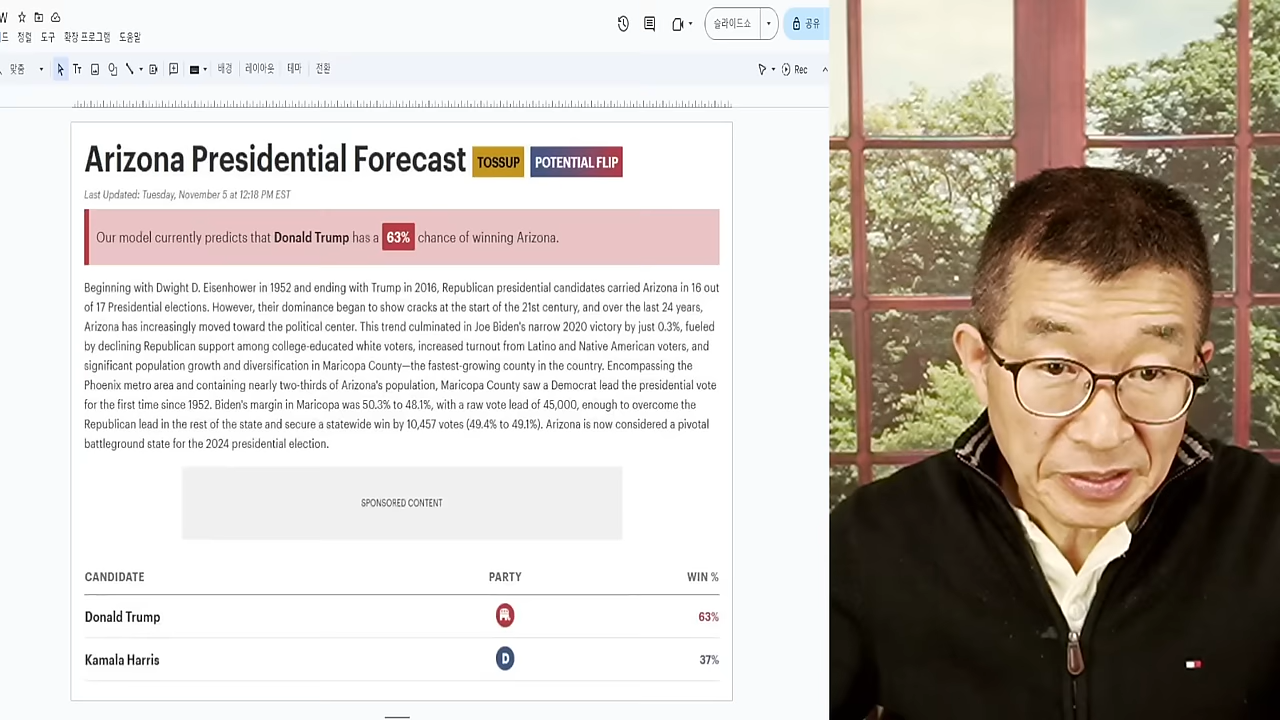 정렬 도구 확장 프로그램 도움말
슬라이드쇼
공유
맞춤
Tт
배경 레이아웃 테마 전환
Rec
Arizona Presidential Forecast TOSSUP POTENTIAL FLIP
Last Updated: Tuesday, November 5 at 12:18 PM EST
Our model currently predicts that Donald Trump has a 63% chance of winning Arizona.
Beginning with Dwight D. Eisenhower in 1952 and ending with Trump in 2016, Republican presidential candidates carried Arizona in 16 out
of 17 Presidential elections. However, their dominance began to show cracks at the start of the 21st century, and over the last 24 years,
Arizona has increasingly moved toward the political center. This trend culminated in Joe Biden's narrow 2020 victory by just 0.3%, fueled
by declining Republican support among college-educated white voters, increased turnout from Latino and Native American voters, and
significant population growth and diversification in Maricopa County—the fastest-growing county in the country. Encompassing the
Phoenix metro area and containing nearly two-thirds of Arizona's population, Maricopa County saw a Democrat lead the presidential vote
for the first time since 1952. Biden's margin in Maricopa was 50.3% to 48.1%, with a raw vote lead of 45,000, enough to overcome the
Republican lead in the rest of the state and secure a statewide win by 10,457 votes (49.4% to 49.1%). Arizona is now considered a pivotal
battleground state for the 2024 presidential election.
SPONSORED CONTENT
CANDIDATE PARTY WIN %
Donald Trump 63%
Kamala Harris D 37%